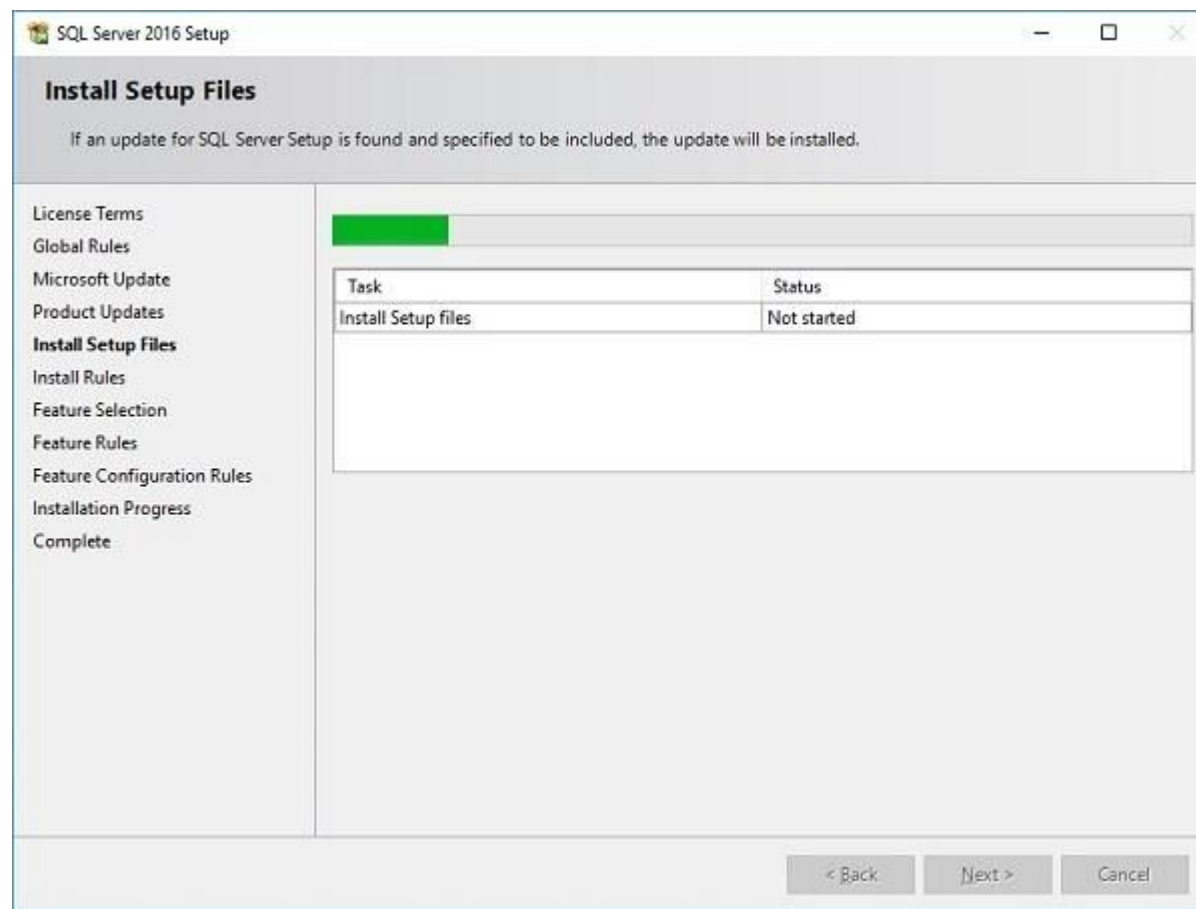 SQL Server 2016 Setup
Install Setup Files
If an update for SQL Server Setup is found and specified to be included, the update will be installed.
License Terms
Global Rules
Microsoft Update
Product Updates
Install Setup Files
Install Rules
Feature Selection
Feature Rules
Feature Configuration Rules
Installation Progress
Complete
Task Status
Install Setup files Not started
< Back Next > Cancel